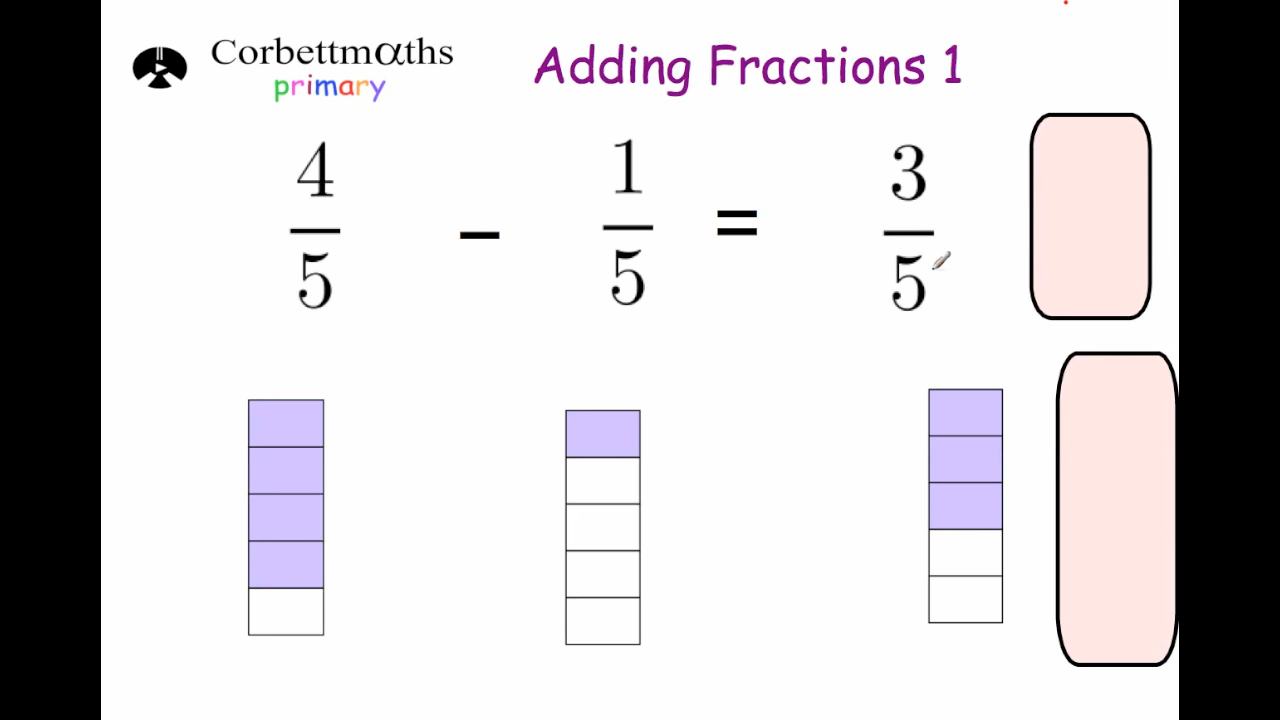 Corbettmαths
primary
Adding Fractions 1
4/5 - 1/5 = 3/5